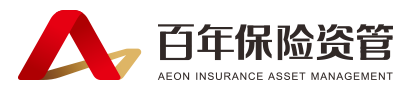 百年保险资管
AEON INSURANCE ASSET MANAGEMENT